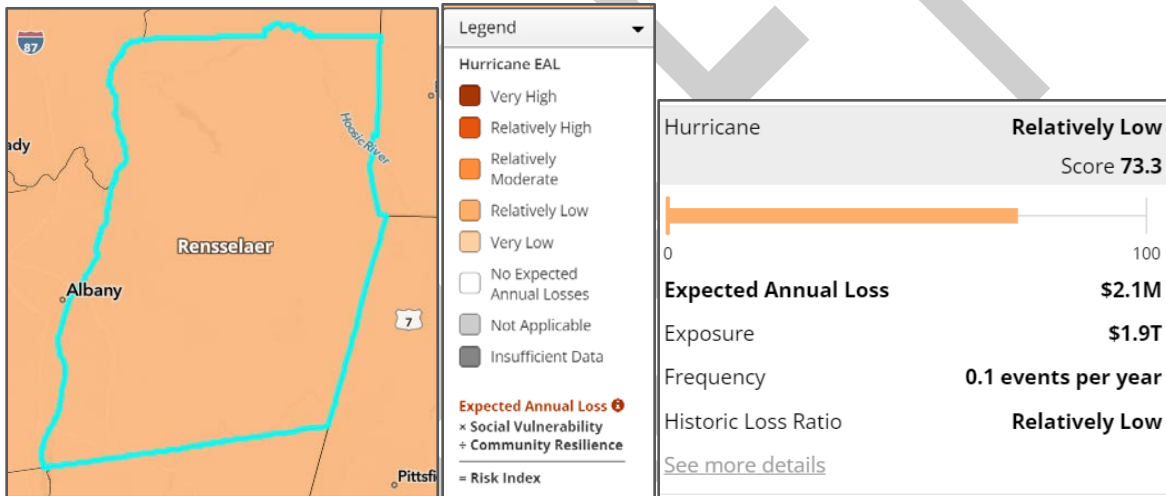 87
ady
Hoosic River
Rensselaer
Albany
7
Pittsfi
Legend
Hurricane EAL
Very High
Relatively High
Relatively
Moderate
Relatively Low
Very Low
No Expected
Annual Losses
Not Applicable
Insufficient Data
Expected Annual Loss
× Social Vulnerability
÷ Community Resilience
= Risk Index
Hurricane Relatively Low
Score 73.3
0 100
Expected Annual Loss $2.1M
Exposure $1.9T
Frequency 0.1 events per year
Historic Loss Ratio Relatively Low
See more details